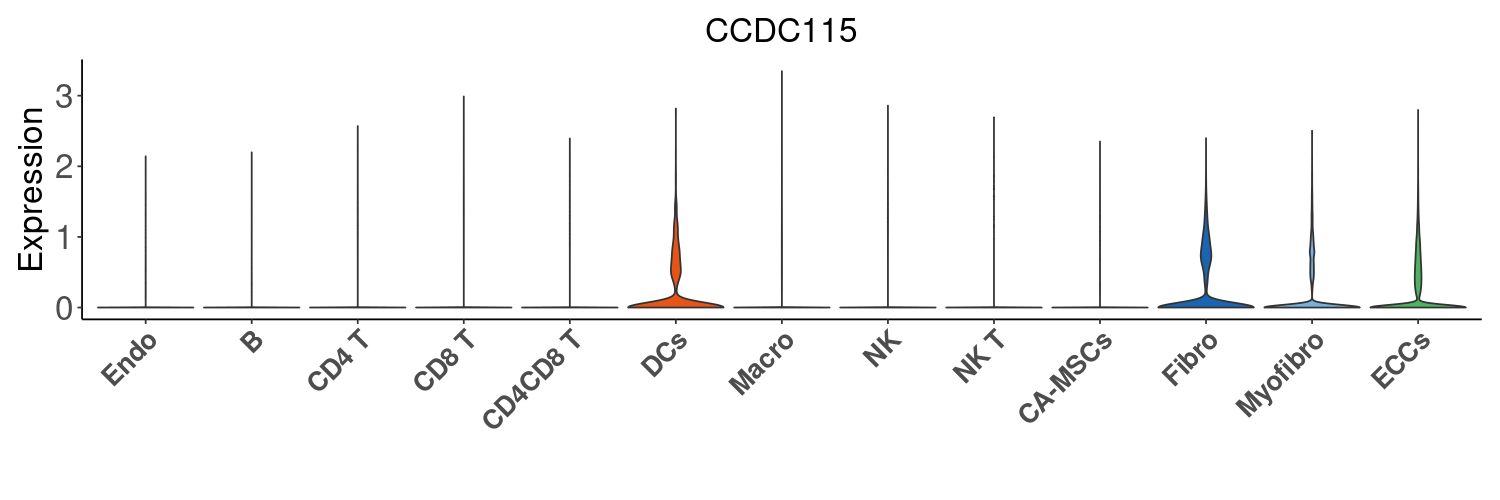 CCDC115
Expression
3
2
1
0
Endo
B
CD4 T
CD8 T
CD4CD8 T
DCs
Macro
NK
NK T
CA-MSCs
Fibro
Myofibro
ECCs